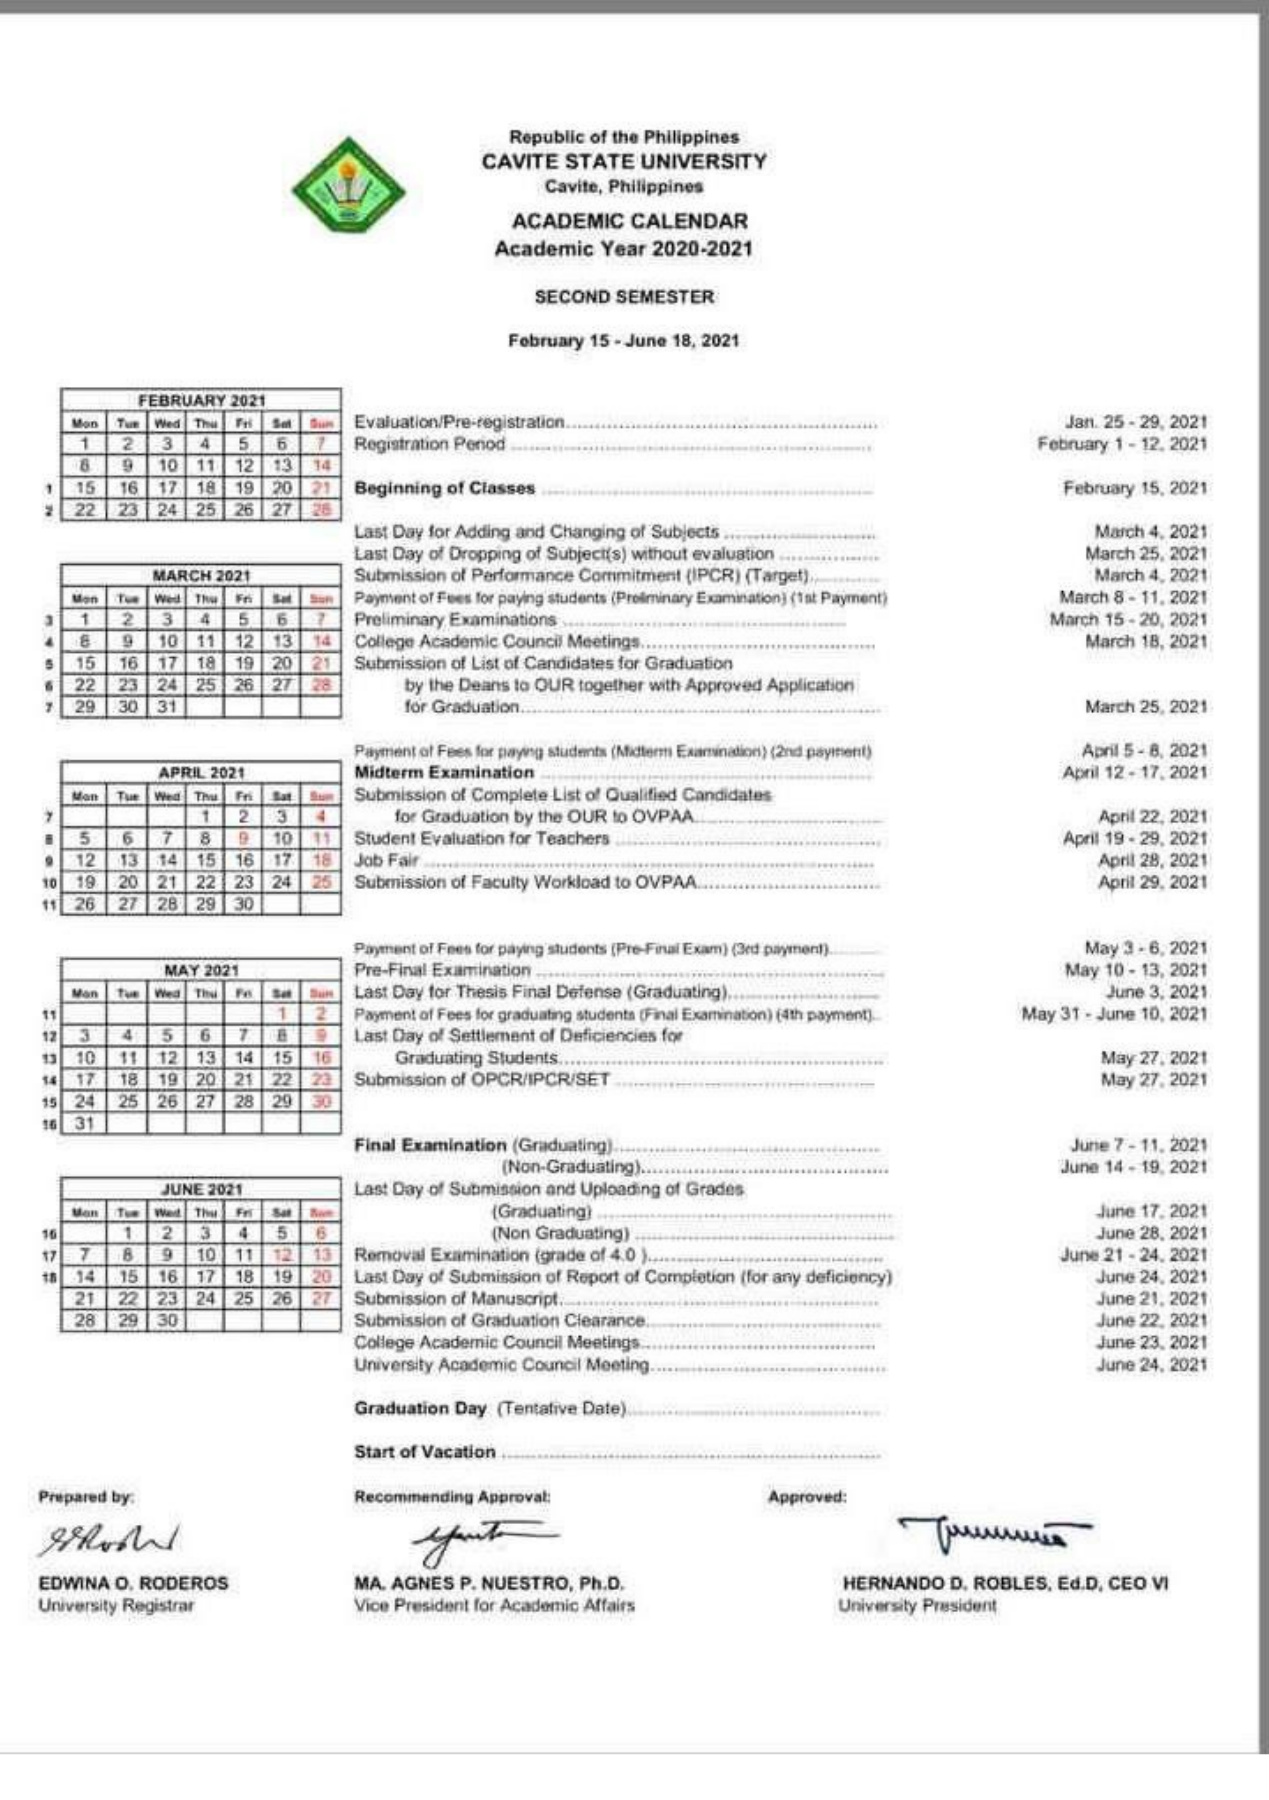 Republic of the Philippines
CAVITE STATE UNIVERSITY
Cavite, Philippines
ACADEMIC CALENDAR
Academic Year 2020-2021
SECOND SEMESTER
February 15 - June 18, 2021
FEBRUARY 2021
Mon Tue Wed Thu Fri Sat Sun
1 2 3 4 5 6 7
8 9 10 11 12 13 14
1 15 16 17 18 19 20 21
2 22 23 24 25 26 27 28
Evaluation/Pre-registration Jan. 25 - 29, 2021
Registration Period February 1 - 12, 2021
Beginning of Classes February 15, 2021
Last Day for Adding and Changing of Subjects March 4, 2021
Last Day of Dropping of Subject(s) without evaluation March 25, 2021
MARCH 2021
Mon Tue Wed Thu Fri Sat Sun
3 1 2 3 4 5 6 7
4 8 9 10 11 12 13 14
5 15 16 17 18 19 20 21
6 22 23 24 25 26 27 28
7 29 30 31
Submission of Performance Commitment (IPCR) (Target) March 4, 2021
Payment of Fees for paying students (Preliminary Examination) (1st Payment) March 8 - 11, 2021
Preliminary Examinations March 15 - 20, 2021
College Academic Council Meetings March 18, 2021
Submission of List of Candidates for Graduation
by the Deans to OUR together with Approved Application
for Graduation March 25, 2021
APRIL 2021
Mon Tue Wed Thu Fri Sat Sun
7 1 2 3 4
8 5 6 7 8 9 10 11
9 12 13 14 15 16 17 18
10 19 20 21 22 23 24 25
11 26 27 28 29 30
Payment of Fees for paying students (Midterm Examination) (2nd payment) April 5 - 8, 2021
Midterm Examination April 12 - 17, 2021
Submission of Complete List of Qualified Candidates
for Graduation by the OUR to OVPAA April 22, 2021
Student Evaluation for Teachers April 19 - 29, 2021
Job Fair April 28, 2021
Submission of Faculty Workload to OVPAA April 29, 2021
MAY 2021
Mon Tue Wed Thu Fri Sat Sun
11 1 2
12 3 4 5 6 7 8 9
13 10 11 12 13 14 15 16
14 17 18 19 20 21 22 23
15 24 25 26 27 28 29 30
16 31
Payment of Fees for paying students (Pre-Final Exam) (3rd payment) May 3 - 6, 2021
Pre-Final Examination May 10 - 13, 2021
Last Day for Thesis Final Defense (Graduating) June 3, 2021
Payment of Fees for graduating students (Final Examination) (4th payment) May 31 - June 10, 2021
Last Day of Settlement of Deficiencies for
Graduating Students May 27, 2021
Submission of OPCR/IPCR/SET May 27, 2021
JUNE 2021
Mon Tue Wed Thu Fri Sat Sun
16 1 2 3 4 5 6
17 7 8 9 10 11 12 13
18 14 15 16 17 18 19 20
21 22 23 24 25 26 27
28 29 30
Final Examination (Graduating) June 7 - 11, 2021
(Non-Graduating) June 14 - 19, 2021
Last Day of Submission and Uploading of Grades
(Graduating) June 17, 2021
(Non Graduating) June 28, 2021
Removal Examination (grade of 4.0 ) June 21 - 24, 2021
Last Day of Submission of Report of Completion (for any deficiency) June 24, 2021
Submission of Manuscript June 21, 2021
Submission of Graduation Clearance June 22, 2021
College Academic Council Meetings June 23, 2021
University Academic Council Meeting June 24, 2021
Graduation Day (Tentative Date)
Start of Vacation
Prepared by: Recommending Approval: Approved:
EDWINA O. RODEROS MA. AGNES P. NUESTRO, Ph.D. HERNANDO D. ROBLES, Ed.D, CEO VI
University Registrar Vice President for Academic Affairs University President